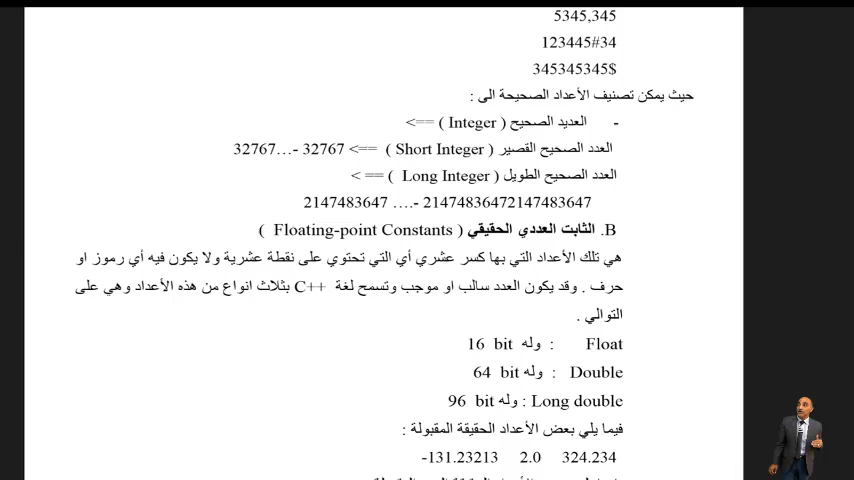 5345,345
123445#34
345345345$
حيث يمكن تصنيف الأعداد الصحيحة الى :
- العديد الصحيح ( Integer ) ==>
العدد الصحيح القصير ( Short Integer ) ==> 32767 -…32767
العدد الصحيح الطويل ( Long Integer ) == >
2147483647 …. -21474836472147483647
B. الثابت العددي الحقيقي ( Floating-point Constants )
هي تلك الأعداد التي بها كسر عشري أي التي تحتوي على نقطة عشرية ولا يكون فيه أي رموز او
حرف . وقد يكون العدد سالب او موجب وتسمح لغة C++ بثلاث انواع من هذه الأعداد وهي على
التوالي .
Float : وله 16 bit
Double : وله 64 bit
Long double : وله 96 bit
فيما يلي بعض الأعداد الحقيقة المقبولة :
-131.23213 2.0 324.234